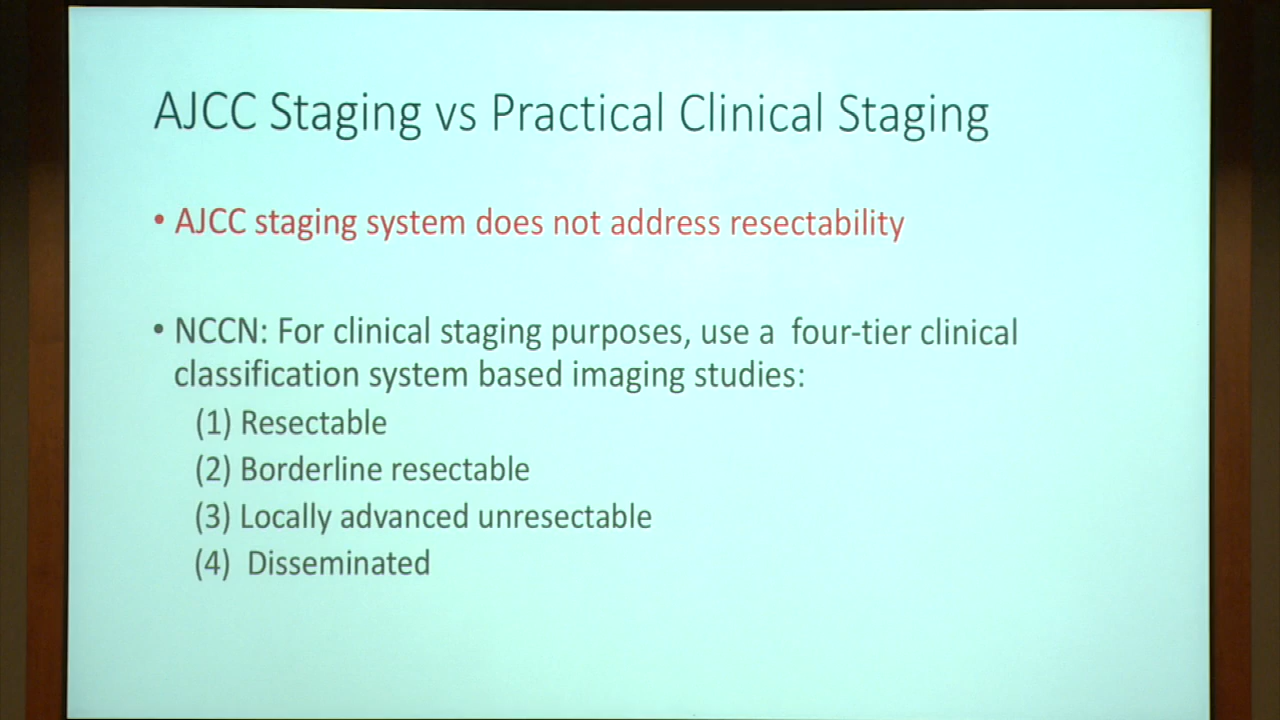 AJCC Staging vs Practical Clinical Staging
• AJCC staging system does not address resectability
• NCCN: For clinical staging purposes, use a four-tier clinical
classification system based imaging studies:
(1) Resectable
(2) Borderline resectable
(3) Locally advanced unresectable
(4) Disseminated